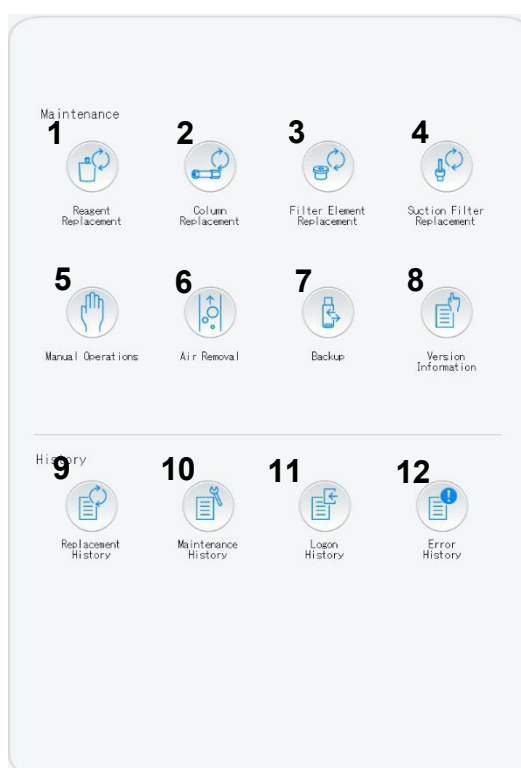 Maintenance
1 2 3 4
Reagent Replacement
Column Replacement
Filter Element Replacement
Suction Filter Replacement
5 6 7 8
Manual Operations
Air Removal
Backup
Version Information
History
9 10 11 12
Replacement History
Maintenance History
Logon History
Error History